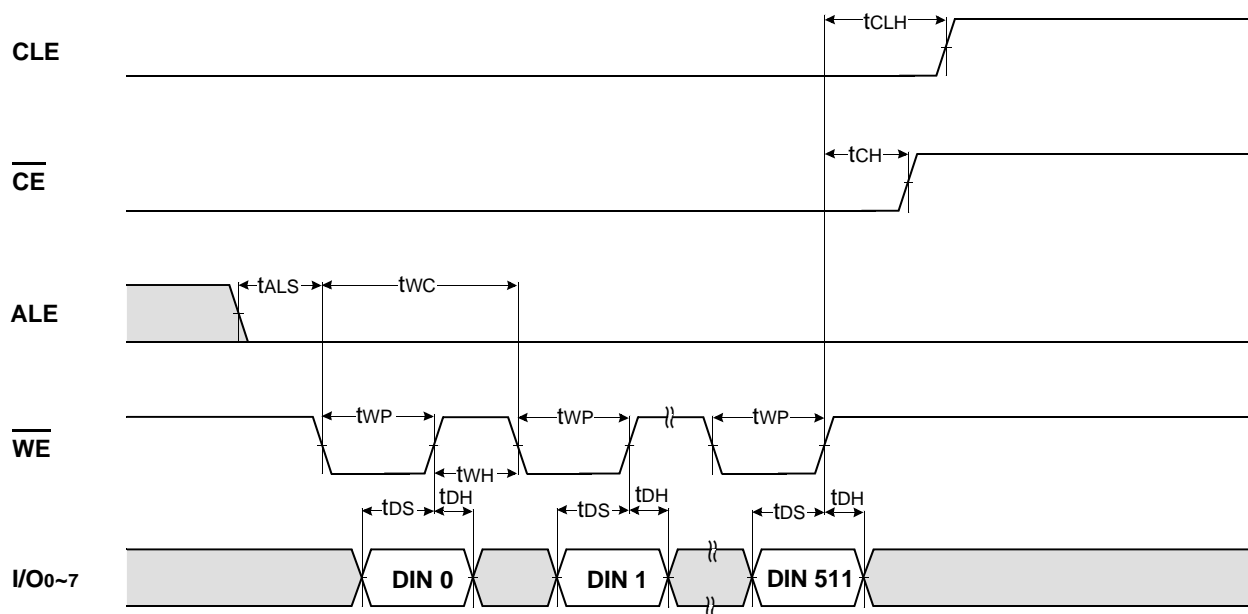 tCLH
CLE
tCH
CE
tALS
tWC
ALE
tWP
tWP
tWP
WE
tWH
tDS
tDH
tDS
tDH
tDS
tDH
I/O0~7
DIN 0
DIN 1
DIN 511